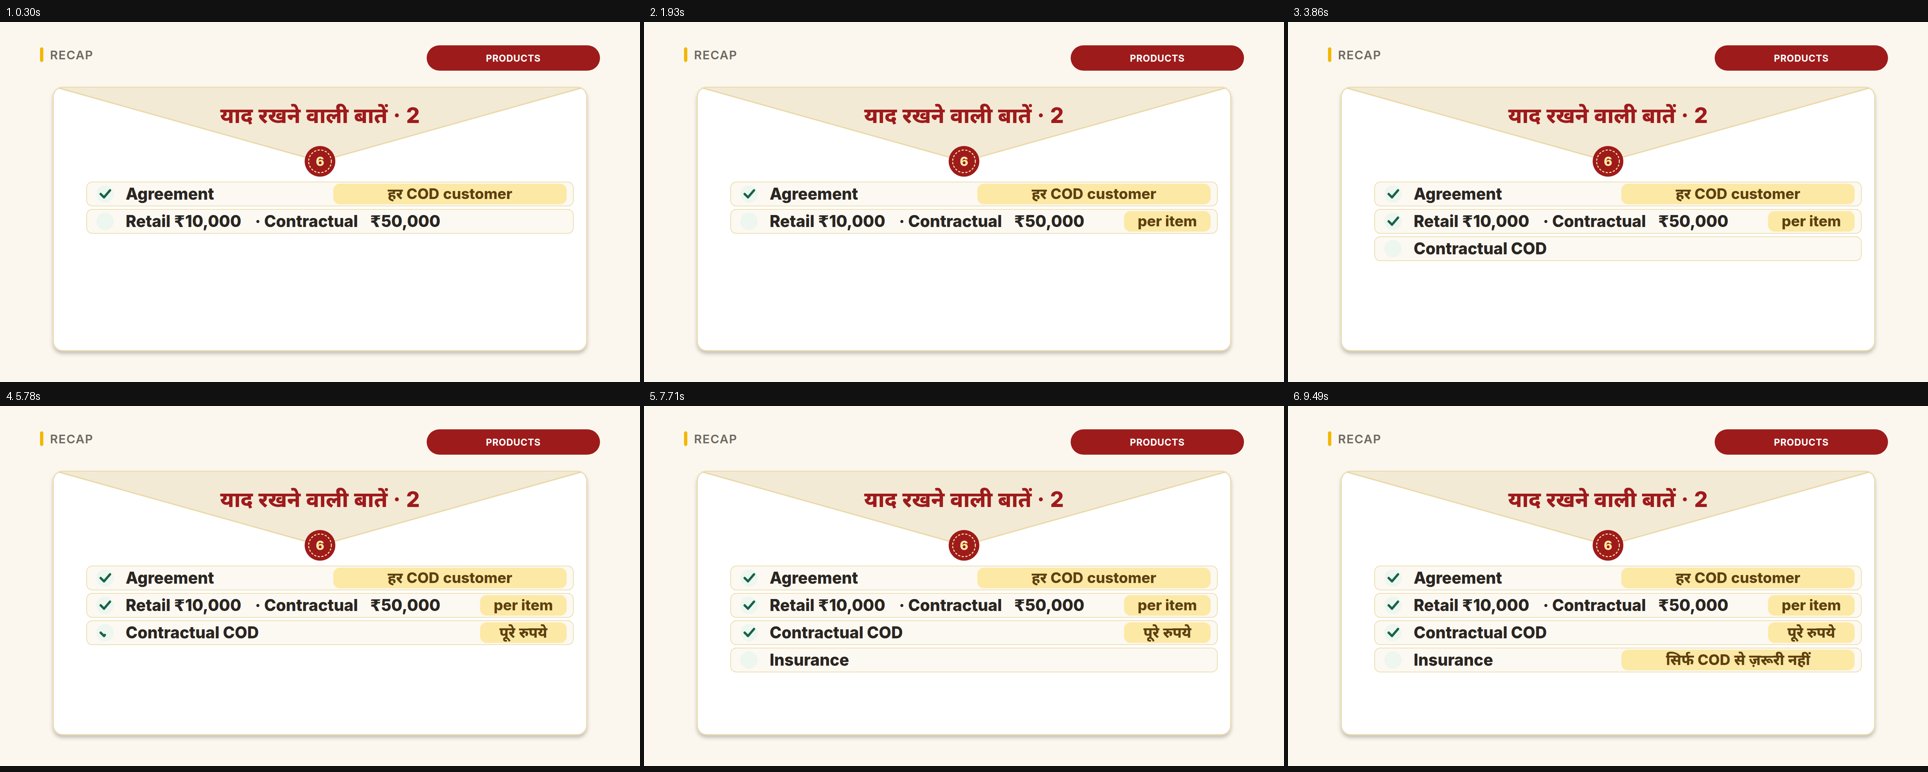 1. 0.30s
RECAP
PRODUCTS
याद रखने वाली बातें · 2
6
Agreement हर COD customer
Retail ₹10,000 · Contractual ₹50,000
2. 1.93s
RECAP
PRODUCTS
याद रखने वाली बातें · 2
6
Agreement हर COD customer
Retail ₹10,000 · Contractual ₹50,000 per item
3. 3.86s
RECAP
PRODUCTS
याद रखने वाली बातें · 2
6
Agreement हर COD customer
Retail ₹10,000 · Contractual ₹50,000 per item
Contractual COD
4. 5.78s
RECAP
PRODUCTS
याद रखने वाली बातें · 2
6
Agreement हर COD customer
Retail ₹10,000 · Contractual ₹50,000 per item
Contractual COD पूरे रुपये
5. 7.71s
RECAP
PRODUCTS
याद रखने वाली बातें · 2
6
Agreement हर COD customer
Retail ₹10,000 · Contractual ₹50,000 per item
Contractual COD पूरे रुपये
Insurance
6. 9.49s
RECAP
PRODUCTS
याद रखने वाली बातें · 2
6
Agreement हर COD customer
Retail ₹10,000 · Contractual ₹50,000 per item
Contractual COD पूरे रुपये
Insurance सिर्फ COD से ज़रूरी नहीं